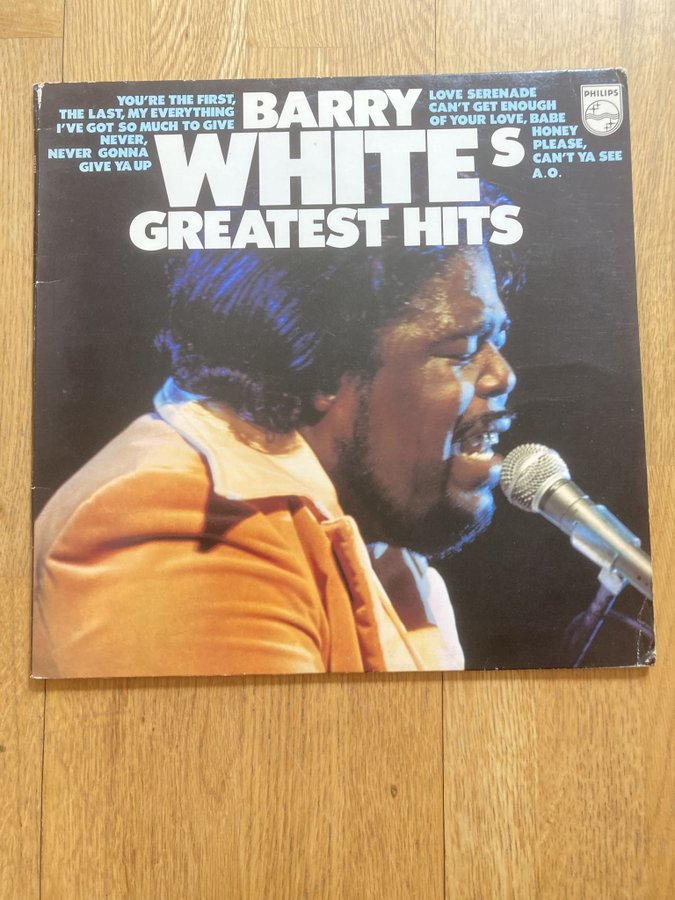 YOU'RE THE FIRST,
THE LAST, MY EVERYTHING
I'VE GOT SO MUCH TO GIVE
NEVER,
NEVER GONNA
GIVE YA UP
BARRY
WHITE'S
GREATEST HITS
LOVE SERENADE
CAN'T GET ENOUGH
OF YOUR LOVE, BABE
HONEY
PLEASE,
CAN'T YA SEE
A.O.
PHILIPS